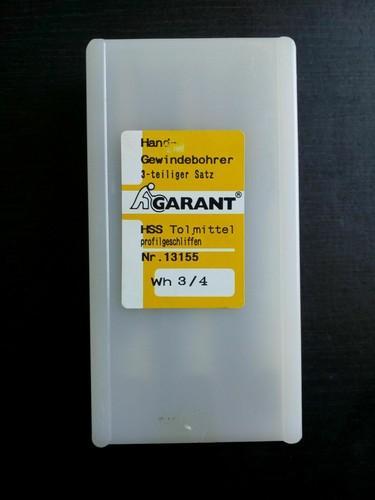 Hand-
Gewindebohrer
3-teiliger Satz
GARANT®
HSS Tolmittel
profilgeschliffen
Nr.13155
Wh 3/4